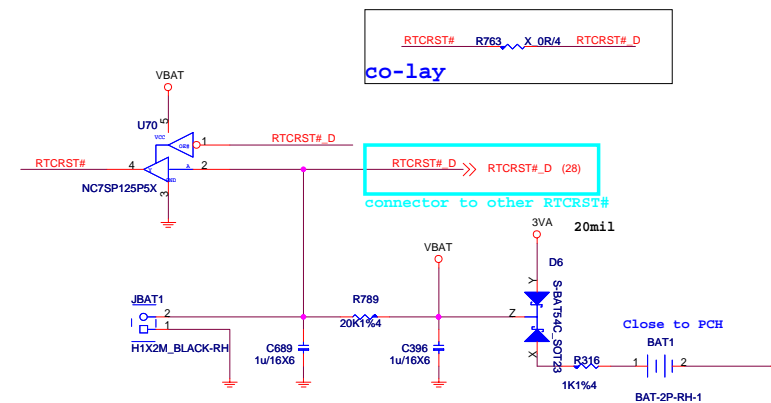 RTCRST# R763 X_0R/4 RTCRST#_D
co-lay
VBAT
U70
5
VCC
OE#
1
RTCRST#_D
RTCRST#
4
Y
A
2
RTCRST#_D
RTCRST#_D (28)
GND
3
NC7SP125P5X
connector to other RTCRST#
3VA
20mil
VBAT
D6
Y
S-BAT54C_SOT23
Z
X
JBAT1
2
1
H1X2M_BLACK-RH
R789
20K1%4
C689
1u/16X6
C396
1u/16X6
R316
1K1%4
Close to PCH
BAT1
1
2
BAT-2P-RH-1